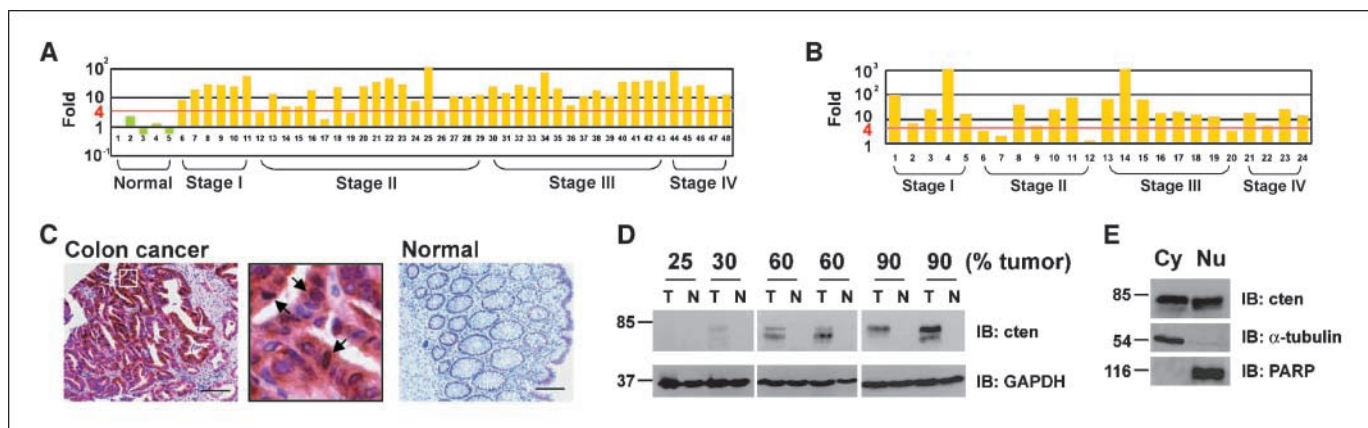 A
Fold
10²
10
4
1
10⁻¹
1 2 3 4 5 6 7 8 9 10 11 12 13 14 15 16 17 18 19 20 21 22 23 24 25 26 27 28 29 30 31 32 33 34 35 36 37 38 39 40 41 42 43 44 45 46 47 48
Normal Stage I Stage II Stage III Stage IV
B
Fold
10³
10²
10
4
1
1 2 3 4 5 6 7 8 9 10 11 12 13 14 15 16 17 18 19 20 21 22 23 24
Stage I Stage II Stage III Stage IV
C
Colon cancer Normal
D
25 30 60 60 90 90 (% tumor)
T N T N T N T N T N T N
85 IB: cten
37 IB: GAPDH
E
Cy Nu
85 IB: cten
54 IB: α-tubulin
116 IB: PARP